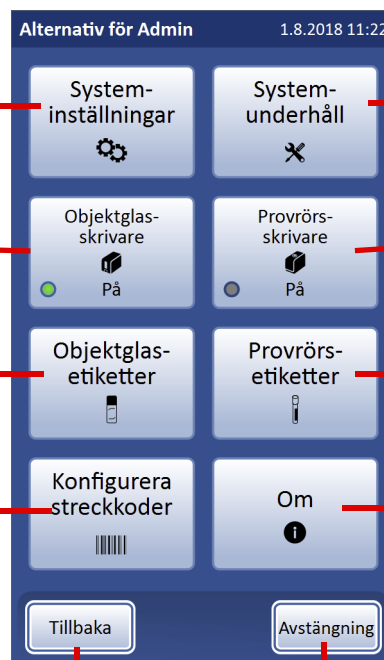 Alternativ för Admin 1.8.2018 11:22
System-
inställningar
System-
underhåll
Objektglas-
skrivare
På
Provrörs-
skrivare
På
Objektglas-
etiketter
Provrörs-
etiketter
Konfigurera
streckkoder
Om
Tillbaka
Avstängning